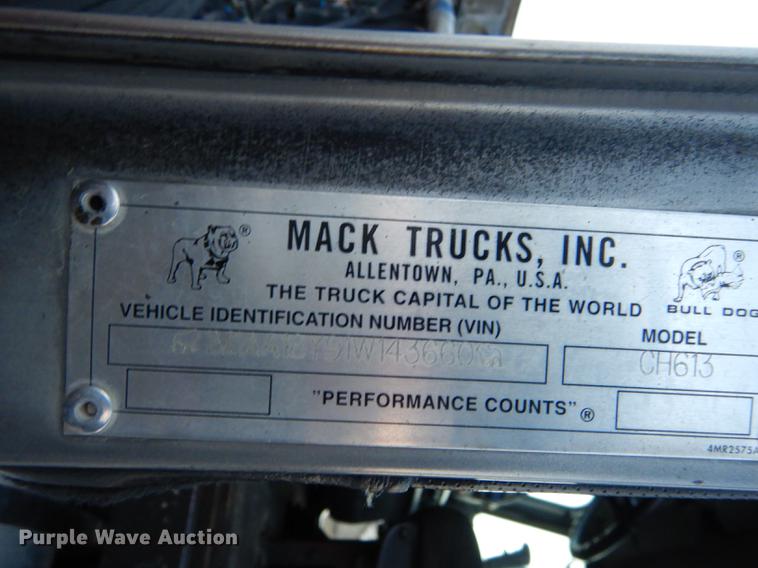 ®
MACK TRUCKS, INC.
ALLENTOWN, PA., U.S.A.
THE TRUCK CAPITAL OF THE WORLD
®
BULL DOG
VEHICLE IDENTIFICATION NUMBER (VIN)
MODEL
CH613
"PERFORMANCE COUNTS"®
4MR2575A
Purple Wave Auction